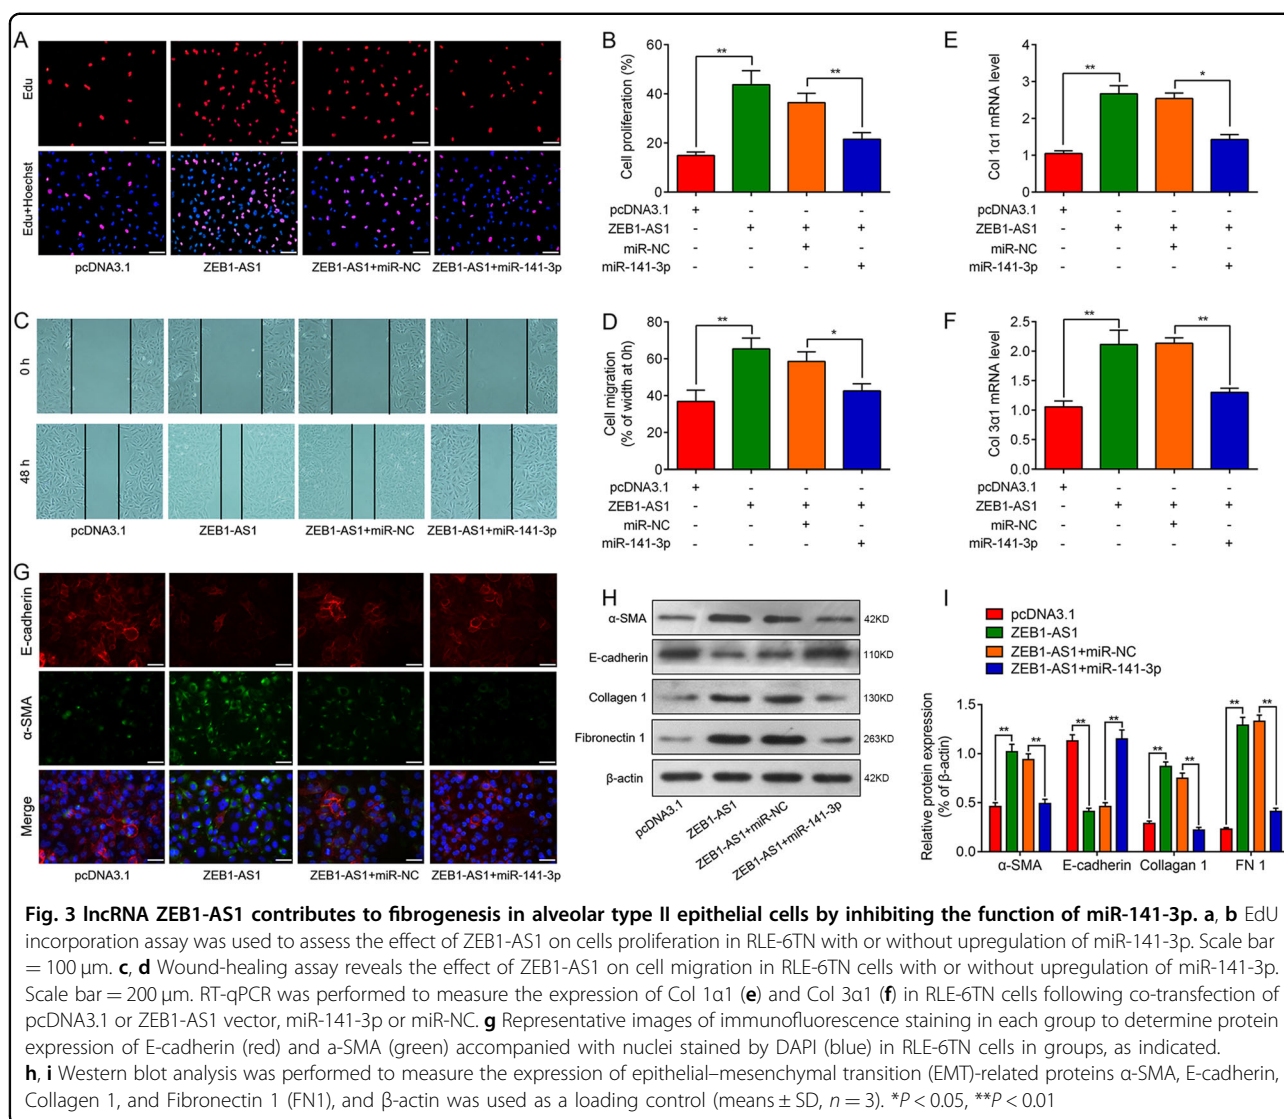 A
Edu
Edu+Hoechst
pcDNA3.1 ZEB1-AS1 ZEB1-AS1+miR-NC ZEB1-AS1+miR-141-3p
B
Cell proliferation (%)
60
40
20
0
** **
pcDNA3.1 + - - -
ZEB1-AS1 - + + +
miR-NC - - + -
miR-141-3p - - - +
E
Col 1α1 mRNA level
4
3
2
1
0
** *
pcDNA3.1 + - - -
ZEB1-AS1 - + + +
miR-NC - - + -
miR-141-3p - - - +
C
0 h
48 h
pcDNA3.1 ZEB1-AS1 ZEB1-AS1+miR-NC ZEB1-AS1+miR-141-3p
D
Cell migration
(% of width at 0h)
80
60
40
20
0
** *
pcDNA3.1 + - - -
ZEB1-AS1 - + + +
miR-NC - - + -
miR-141-3p - - - +
F
Col 3α1 mRNA level
2.5
2.0
1.5
1.0
0.5
0.0
** **
pcDNA3.1 + - - -
ZEB1-AS1 - + + +
miR-NC - - + -
miR-141-3p - - - +
G
E-cadherin
α-SMA
Merge
pcDNA3.1 ZEB1-AS1 ZEB1-AS1+miR-NC ZEB1-AS1+miR-141-3p
H
α-SMA 42KD
E-cadherin 110KD
Collagen 1 130KD
Fibronectin 1 263KD
β-actin 42KD
pcDNA3.1 ZEB1-AS1 ZEB1-AS1+miR-NC ZEB1-AS1+miR-141-3p
I
pcDNA3.1
ZEB1-AS1
ZEB1-AS1+miR-NC
ZEB1-AS1+miR-141-3p
Relative protein expression
(% of β-actin)
1.5
1.0
0.5
0.0
** ** ** ** ** ** ** **
α-SMA E-cadherin Collagan 1 FN 1
Fig. 3 lncRNA ZEB1-AS1 contributes to fibrogenesis in alveolar type II epithelial cells by inhibiting the function of miR-141-3p. a, b EdU
incorporation assay was used to assess the effect of ZEB1-AS1 on cells proliferation in RLE-6TN with or without upregulation of miR-141-3p. Scale bar
= 100 μm. c, d Wound-healing assay reveals the effect of ZEB1-AS1 on cell migration in RLE-6TN cells with or without upregulation of miR-141-3p.
Scale bar = 200 μm. RT-qPCR was performed to measure the expression of Col 1α1 (e) and Col 3α1 (f) in RLE-6TN cells following co-transfection of
pcDNA3.1 or ZEB1-AS1 vector, miR-141-3p or miR-NC. g Representative images of immunofluorescence staining in each group to determine protein
expression of E-cadherin (red) and a-SMA (green) accompanied with nuclei stained by DAPI (blue) in RLE-6TN cells in groups, as indicated.
h, i Western blot analysis was performed to measure the expression of epithelial–mesenchymal transition (EMT)-related proteins α-SMA, E-cadherin,
Collagen 1, and Fibronectin 1 (FN1), and β-actin was used as a loading control (means ± SD, n = 3). *P < 0.05, **P < 0.01